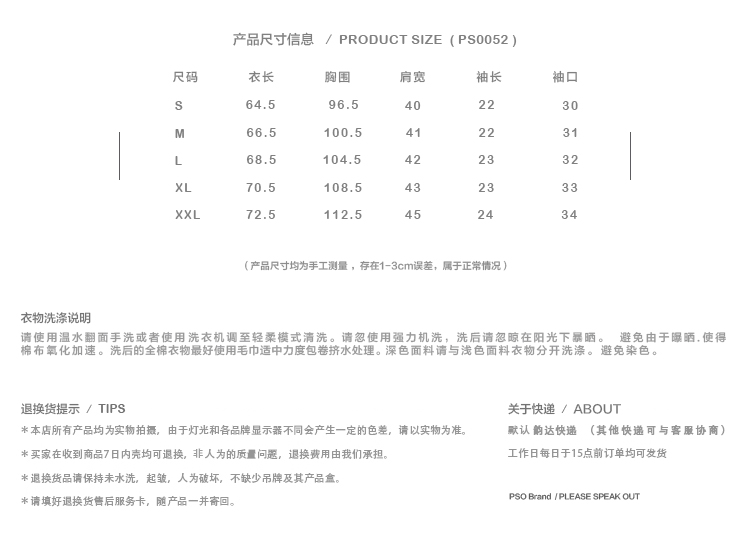 产品尺寸信息 / PRODUCT SIZE (PS0052)
尺码 衣长 胸围 肩宽 袖长 袖口
S 64.5 96.5 40 22 30
M 66.5 100.5 41 22 31
L 68.5 104.5 42 23 32
XL 70.5 108.5 43 23 33
XXL 72.5 112.5 45 24 34
（产品尺寸均为手工测量，存在1-3cm误差，属于正常情况）
衣物洗涤说明
请使用温水翻面手洗或者使用洗衣机调至轻柔模式清洗。请忽使用强力机洗，洗后请忽晾在阳光下暴晒。 避免由于曝晒.使得
棉布氧化加速。洗后的全棉衣物最好使用毛巾适中力度包卷挤水处理。深色面料请与浅色面料衣物分开洗涤。避免染色。
退换货提示 / TIPS
＊本店所有产品均为实物拍摄，由于灯光和各品牌显示器不同会产生一定的色差，请以实物为准。
＊买家在收到商品7日内壳均可退换，非人为的质量问题，退换费用由我们承担。
＊退换货品请保持未水洗，起皱，人为破坏，不缺少吊牌及其产品盒。
＊请填好退换货售后服务卡，随产品一并寄回。
关于快递 / ABOUT
默认 韵达快递 （其他快递可与客服协商）
工作日每日于15点前订单均可发货
PSO Brand / PLEASE SPEAK OUT